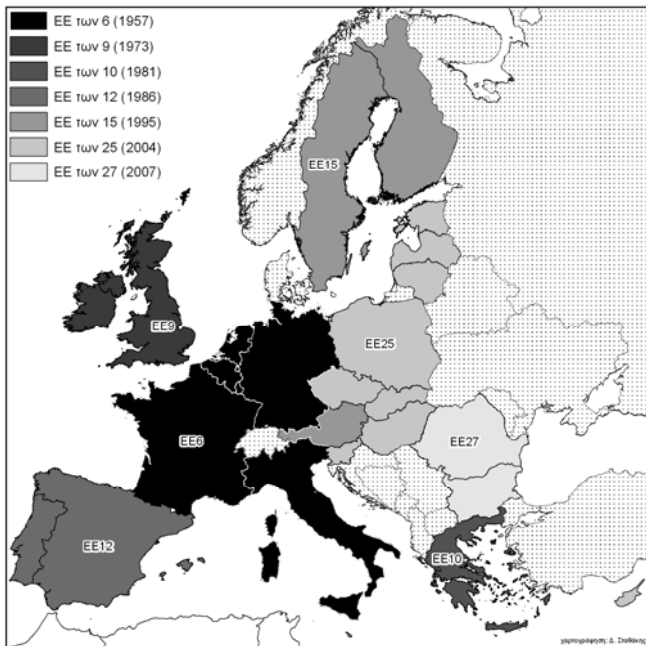 ΕΕ των 6 (1957)
ΕΕ των 9 (1973)
ΕΕ των 10 (1981)
ΕΕ των 12 (1986)
ΕΕ των 15 (1995)
ΕΕ των 25 (2004)
ΕΕ των 27 (2007)
ΕΕ15
ΕΕ9
ΕΕ25
ΕΕ6
ΕΕ27
ΕΕ12
ΕΕ10
χαρτογράφηση: Δ. Σταθάκης